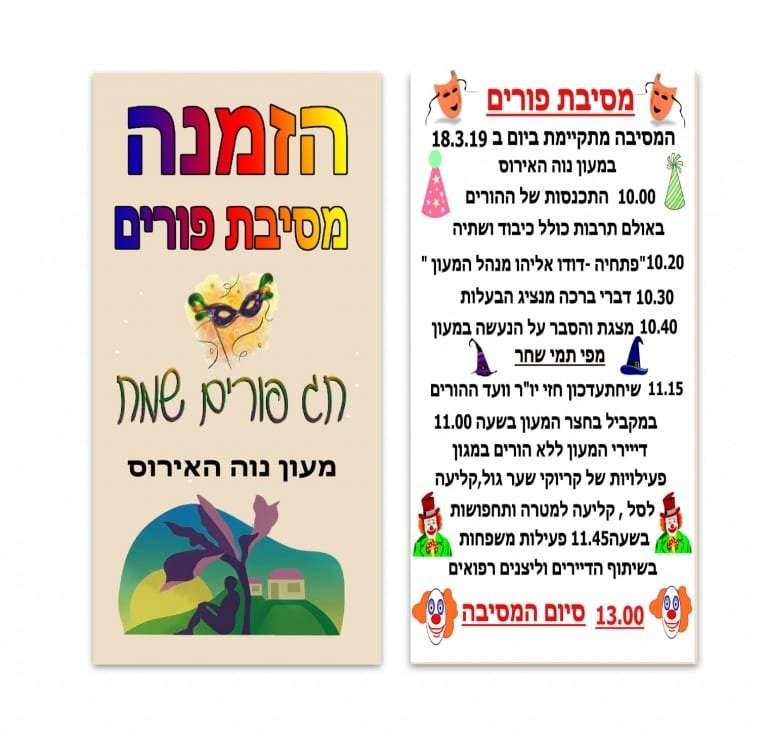 הזמנה
מסיבת פורים
חג פורים שמח
מעון נוה האירוס
מסיבת פורים
המסיבה מתקיימת ביום ב 18.3.19
במעון נוה האירוס
10.00 התכנסות של ההורים
באולם תרבות כולל כיבוד ושתיה
10.20"פתחיה -דודו אליהו מנהל המעון "
10.30 דברי ברכה מנציג הבעלות
10.40 מצגת והסבר על הנעשה במעון
מפי תמי שחר
11.15 שיחתעדכון חזי יו"ר וועד ההורים
במקביל בחצר המעון בשעה 11.00
דיירי המעון ללא הורים במגון
פעילויות של קריוקי שער גול,קליעה
לסל , קליעה למטרה ותחפושות
בשעה11.45 פעילות משפחות
בשיתוף הדיירים וליצנים רפואים
13.00 סיום המסיבה